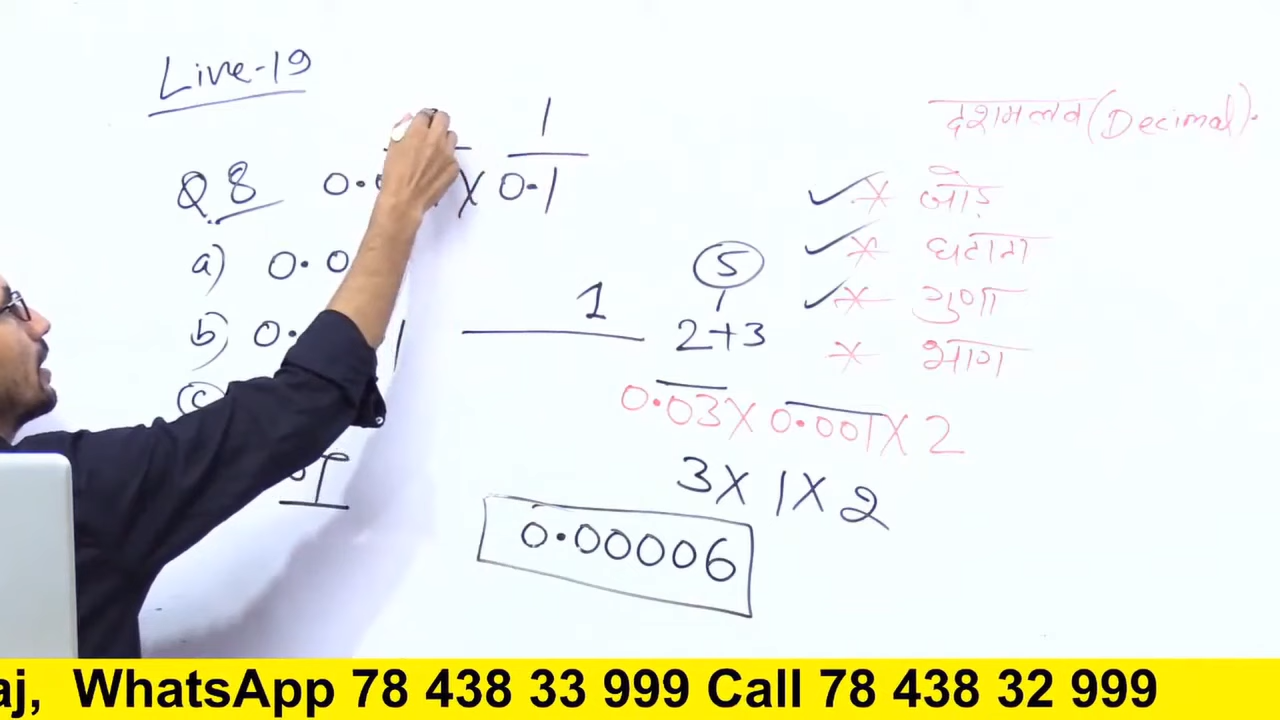 Live-19
दशमलव (Decimal).
1
Q 8 0.0 X 0.1
* जोड़
a) 0.0
5
* घटाना
1
2+3
* गुणा
b) 0. 1
* भाग
c
0.03 X 0.001 X 2
3 X 1 X 2
0.00006
WhatsApp 78 438 33 999 Call 78 438 32 999